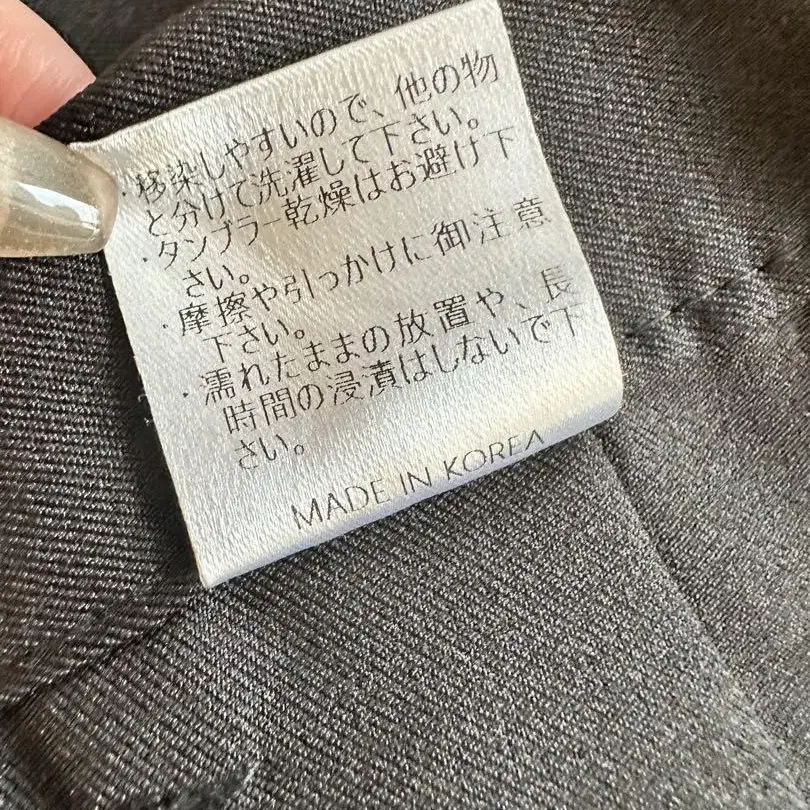 ・移染しやすいので、他の物
と分けて洗濯して下さい。
・タンブラー乾燥はお避け下
さい。
・摩擦や引っかけに御注意
下さい。
・濡れたままの放置や、長
時間の浸漬はしないで下
さい。
MADE IN KOREA